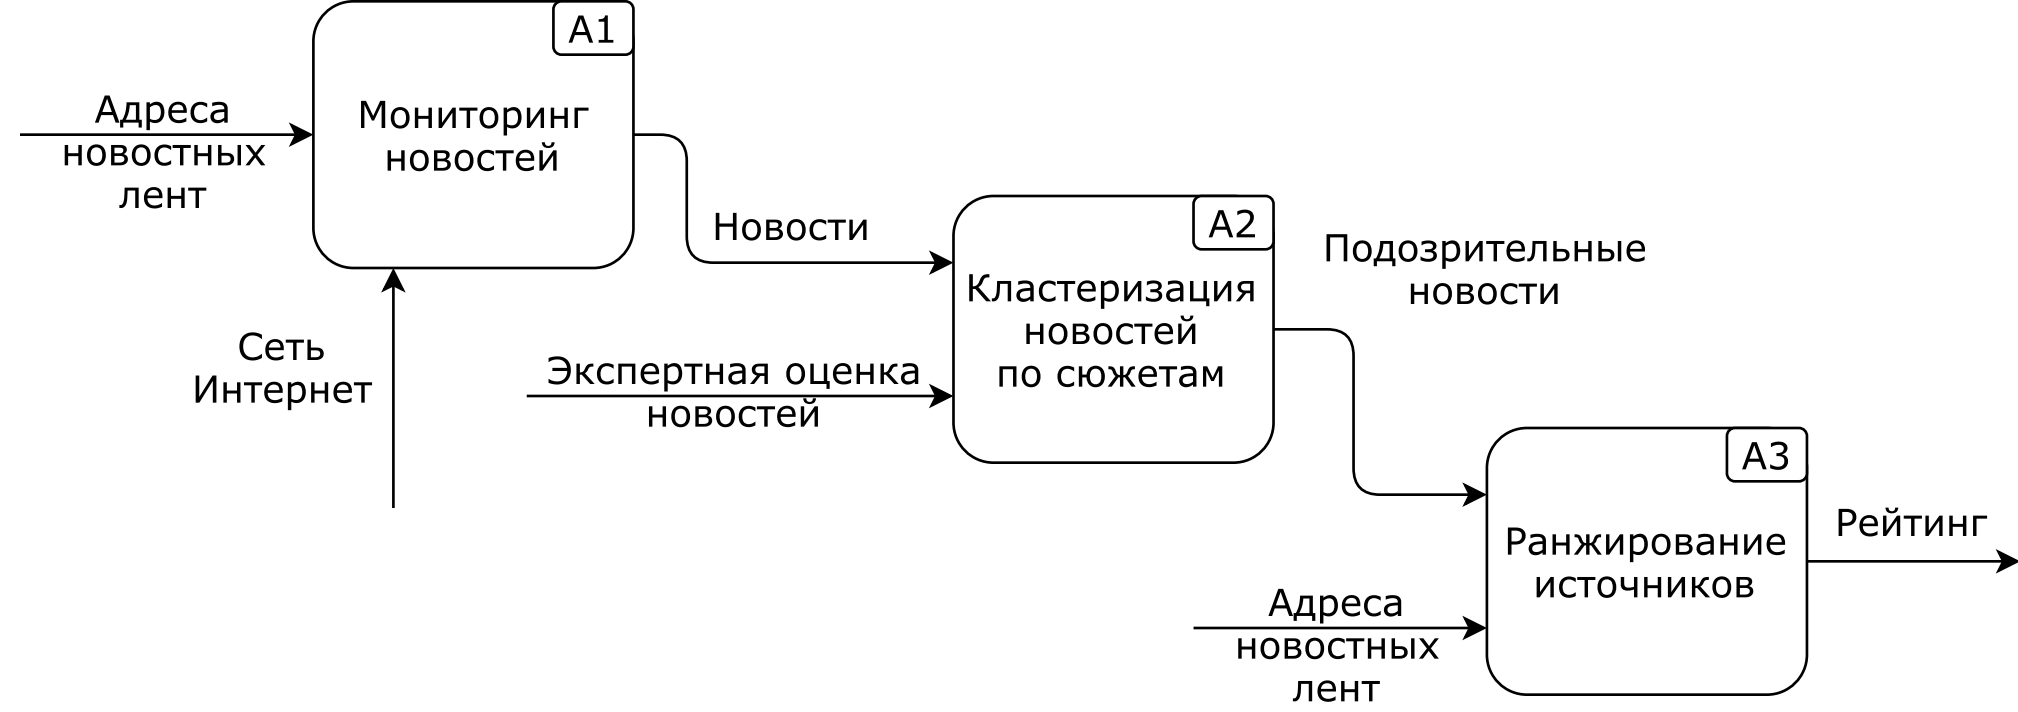 A1
Адреса
новостных
лент
Мониторинг
новостей
Новости
A2
Подозрительные
новости
Кластеризация
новостей
по сюжетам
Сеть
Интернет
Экспертная оценка
новостей
A3
Рейтинг
Ранжирование
источников
Адреса
новостных
лент